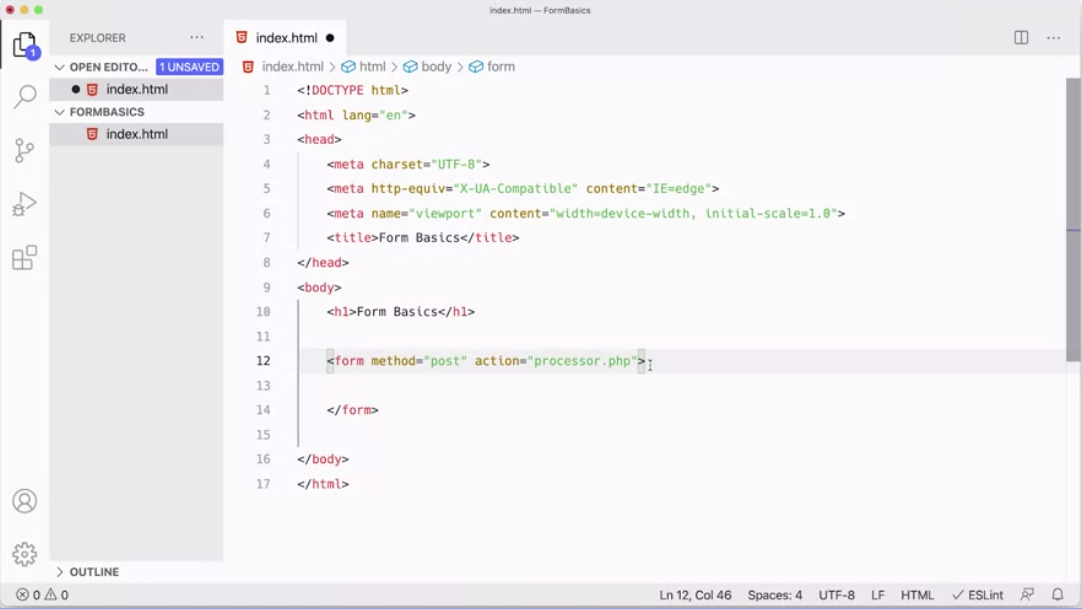 index.html — FormBasics
EXPLORER ···
index.html
1
OPEN EDITO... 1 UNSAVED
index.html > html > body > form
index.html
FORMBASICS
index.html
1 <!DOCTYPE html>
2 <html lang="en">
3 <head>
4 <meta charset="UTF-8">
5 <meta http-equiv="X-UA-Compatible" content="IE=edge">
6 <meta name="viewport" content="width=device-width, initial-scale=1.0">
7 <title>Form Basics</title>
8 </head>
9 <body>
10 <h1>Form Basics</h1>
11
12 <form method="post" action="processor.php">
13
14 </form>
15
16 </body>
17 </html>
OUTLINE
0 0 Ln 12, Col 46 Spaces: 4 UTF-8 LF HTML ESLint